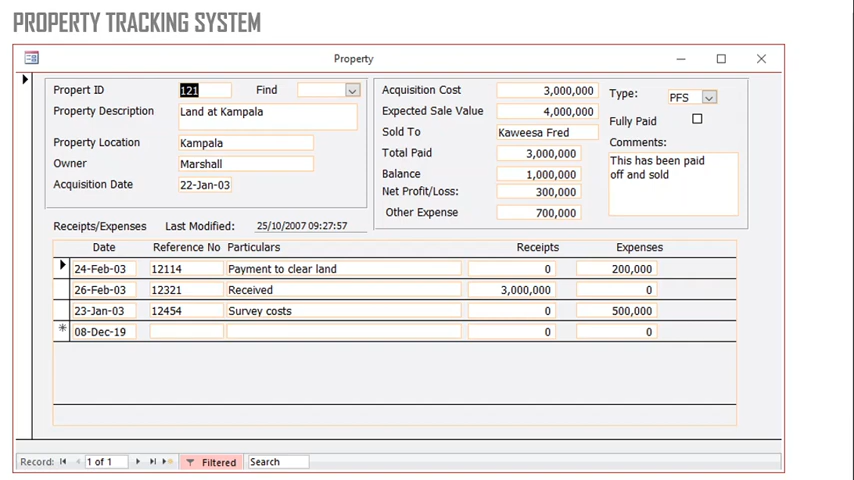 PROPERTY TRACKING SYSTEM
Property
Propert ID 121 Find
Property Description Land at Kampala
Property Location Kampala
Owner Marshall
Acquisition Date 22-Jan-03
Acquisition Cost 3,000,000
Expected Sale Value 4,000,000
Sold To Kaweesa Fred
Total Paid 3,000,000
Balance 1,000,000
Net Profit/Loss: 300,000
Other Expense 700,000
Type: PFS
Fully Paid
Comments:
This has been paid
off and sold
Receipts/Expenses Last Modified: 25/10/2007 09:27:57
Date Reference No Particulars Receipts Expenses
24-Feb-03 12114 Payment to clear land 0 200,000
26-Feb-03 12321 Received 3,000,000 0
23-Jan-03 12454 Survey costs 0 500,000
08-Dec-19 0 0
Record: 1 of 1 Filtered Search